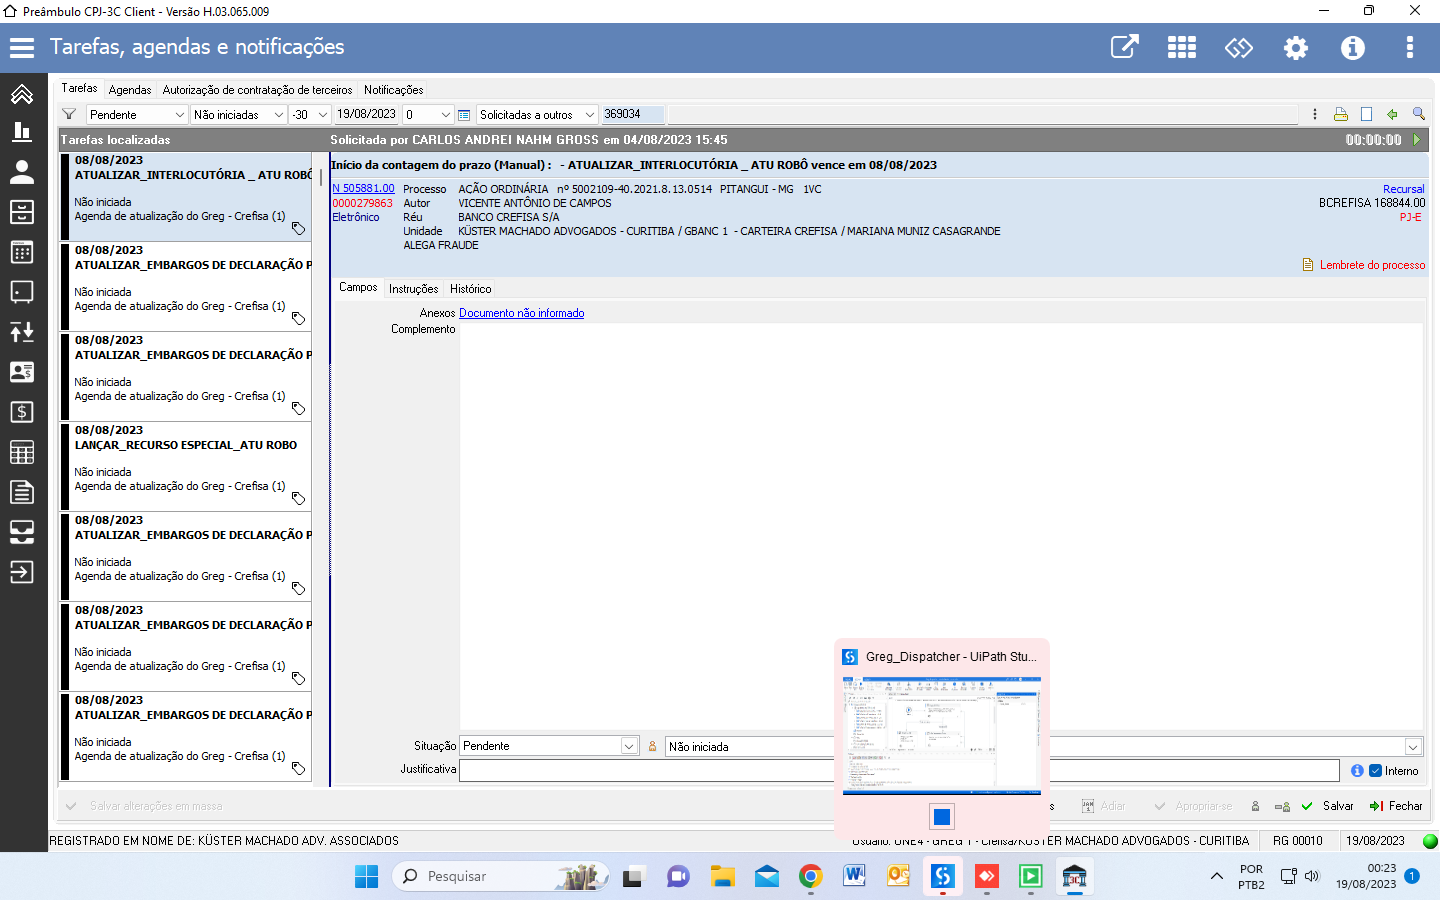 Preâmbulo CPJ-3C Client - Versão H.03.065.009
Tarefas, agendas e notificações
Tarefas Agendas Autorização de contratação de terceiros Notificações
Pendente Não iniciadas -30 19/08/2023 0 Solicitadas a outros 369034
Tarefas localizadas
Solicitada por CARLOS ANDREI NAHM GROSS em 04/08/2023 15:45 00:00:00
08/08/2023
ATUALIZAR_INTERLOCUTÓRIA _ ATU ROBÔ
Não iniciada
Agenda de atualização do Greg - Crefisa (1)
08/08/2023
ATUALIZAR_EMBARGOS DE DECLARAÇÃO P
Não iniciada
Agenda de atualização do Greg - Crefisa (1)
08/08/2023
ATUALIZAR_EMBARGOS DE DECLARAÇÃO P
Não iniciada
Agenda de atualização do Greg - Crefisa (1)
08/08/2023
LANÇAR_RECURSO ESPECIAL_ATU ROBO
Não iniciada
Agenda de atualização do Greg - Crefisa (1)
08/08/2023
ATUALIZAR_EMBARGOS DE DECLARAÇÃO P
Não iniciada
Agenda de atualização do Greg - Crefisa (1)
08/08/2023
ATUALIZAR_EMBARGOS DE DECLARAÇÃO P
Não iniciada
Agenda de atualização do Greg - Crefisa (1)
08/08/2023
ATUALIZAR_EMBARGOS DE DECLARAÇÃO P
Não iniciada
Agenda de atualização do Greg - Crefisa (1)
Início da contagem do prazo (Manual) : - ATUALIZAR_INTERLOCUTÓRIA _ ATU ROBÔ vence em 08/08/2023
N 505881.00 Processo AÇÃO ORDINÁRIA nº 5002109-40.2021.8.13.0514 PITANGUI - MG 1VC Recursal
0000279863 Autor VICENTE ANTÔNIO DE CAMPOS BCREFISA 168844.00
Eletrônico Réu BANCO CREFISA S/A PJ-E
Unidade KÜSTER MACHADO ADVOGADOS - CURITIBA / GBANC 1 - CARTEIRA CREFISA / MARIANA MUNIZ CASAGRANDE
ALEGA FRAUDE
Lembrete do processo
Campos Instruções Histórico
Anexos Documento não informado
Complemento
Greg_Dispatcher - UiPath Stu...
Situação Pendente Não iniciada
Justificativa Interno
Salvar alterações em massa Adiar Apropriar-se Salvar Fechar
REGISTRADO EM NOME DE: KÜSTER MACHADO ADV. ASSOCIADOS
Usuário: UNE4 - GREG 1 - Crefisa/KÜSTER MACHADO ADVOGADOS - CURITIBA RG 00010 19/08/2023
Pesquisar
POR
PTB2
00:23
19/08/2023
1